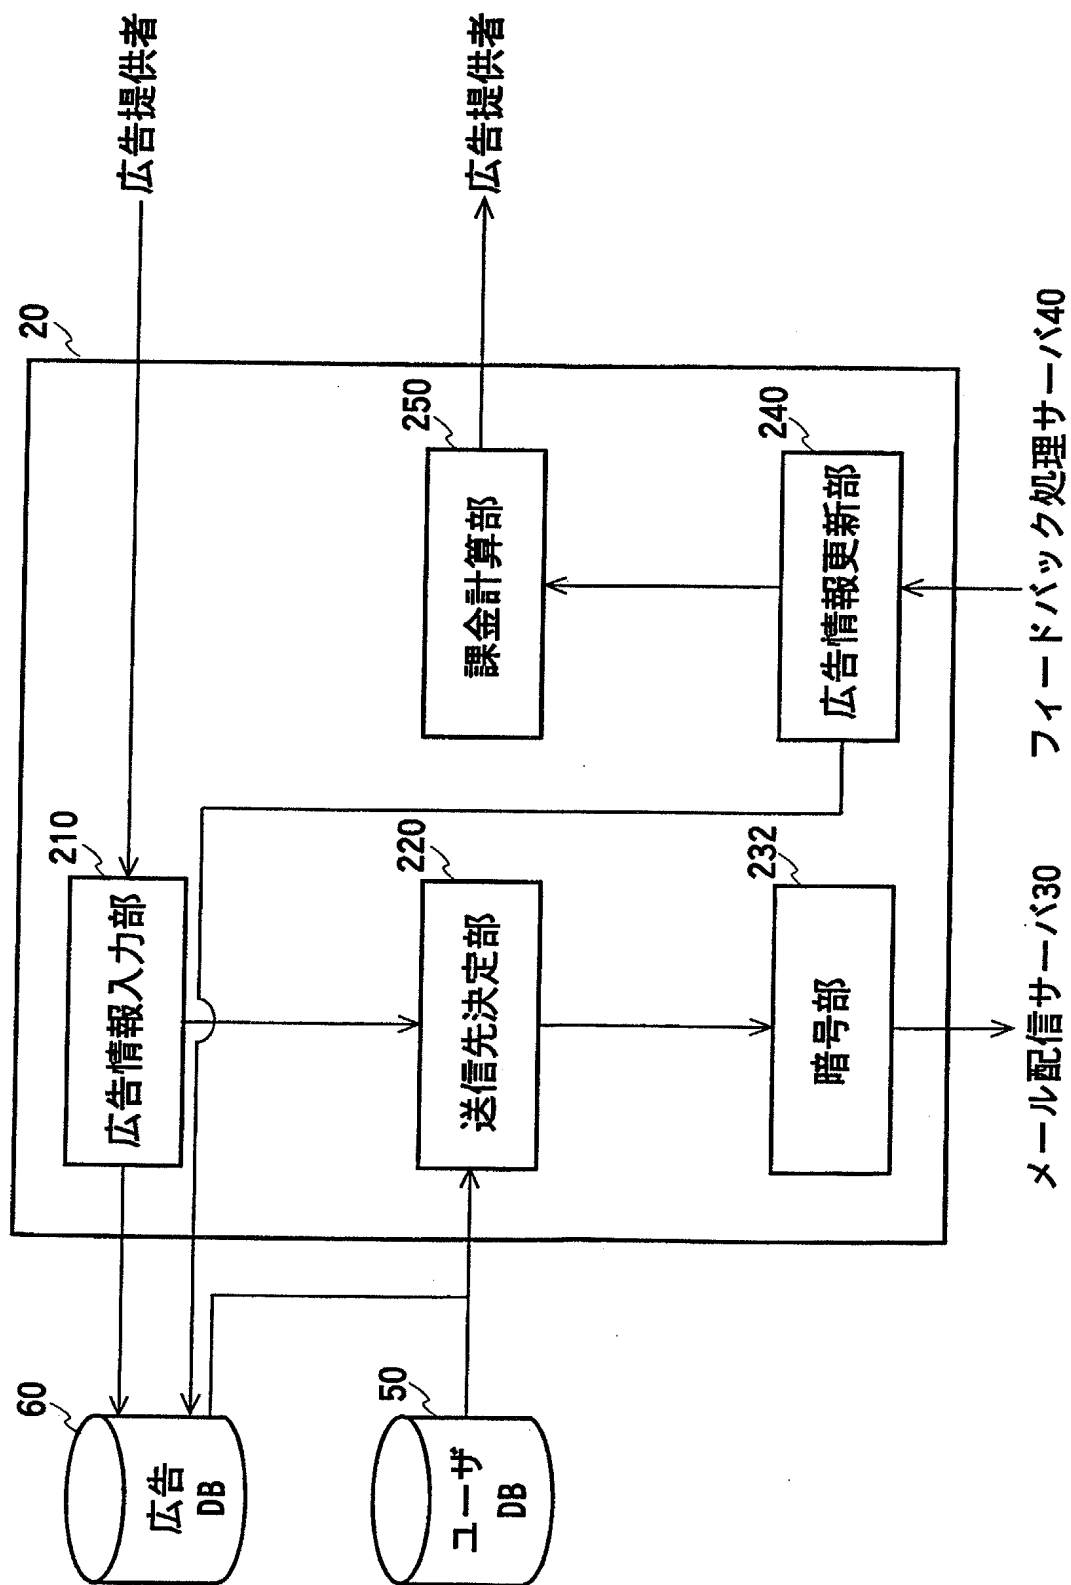 広告提供者
20
210
広告情報入力部
60
広告
DB
広告提供者
250
課金計算部
220
送信先決定部
50
ユーザ
DB
240
広告情報更新部
232
暗号部
フィードバック処理サーバ40
メール配信サーバ30